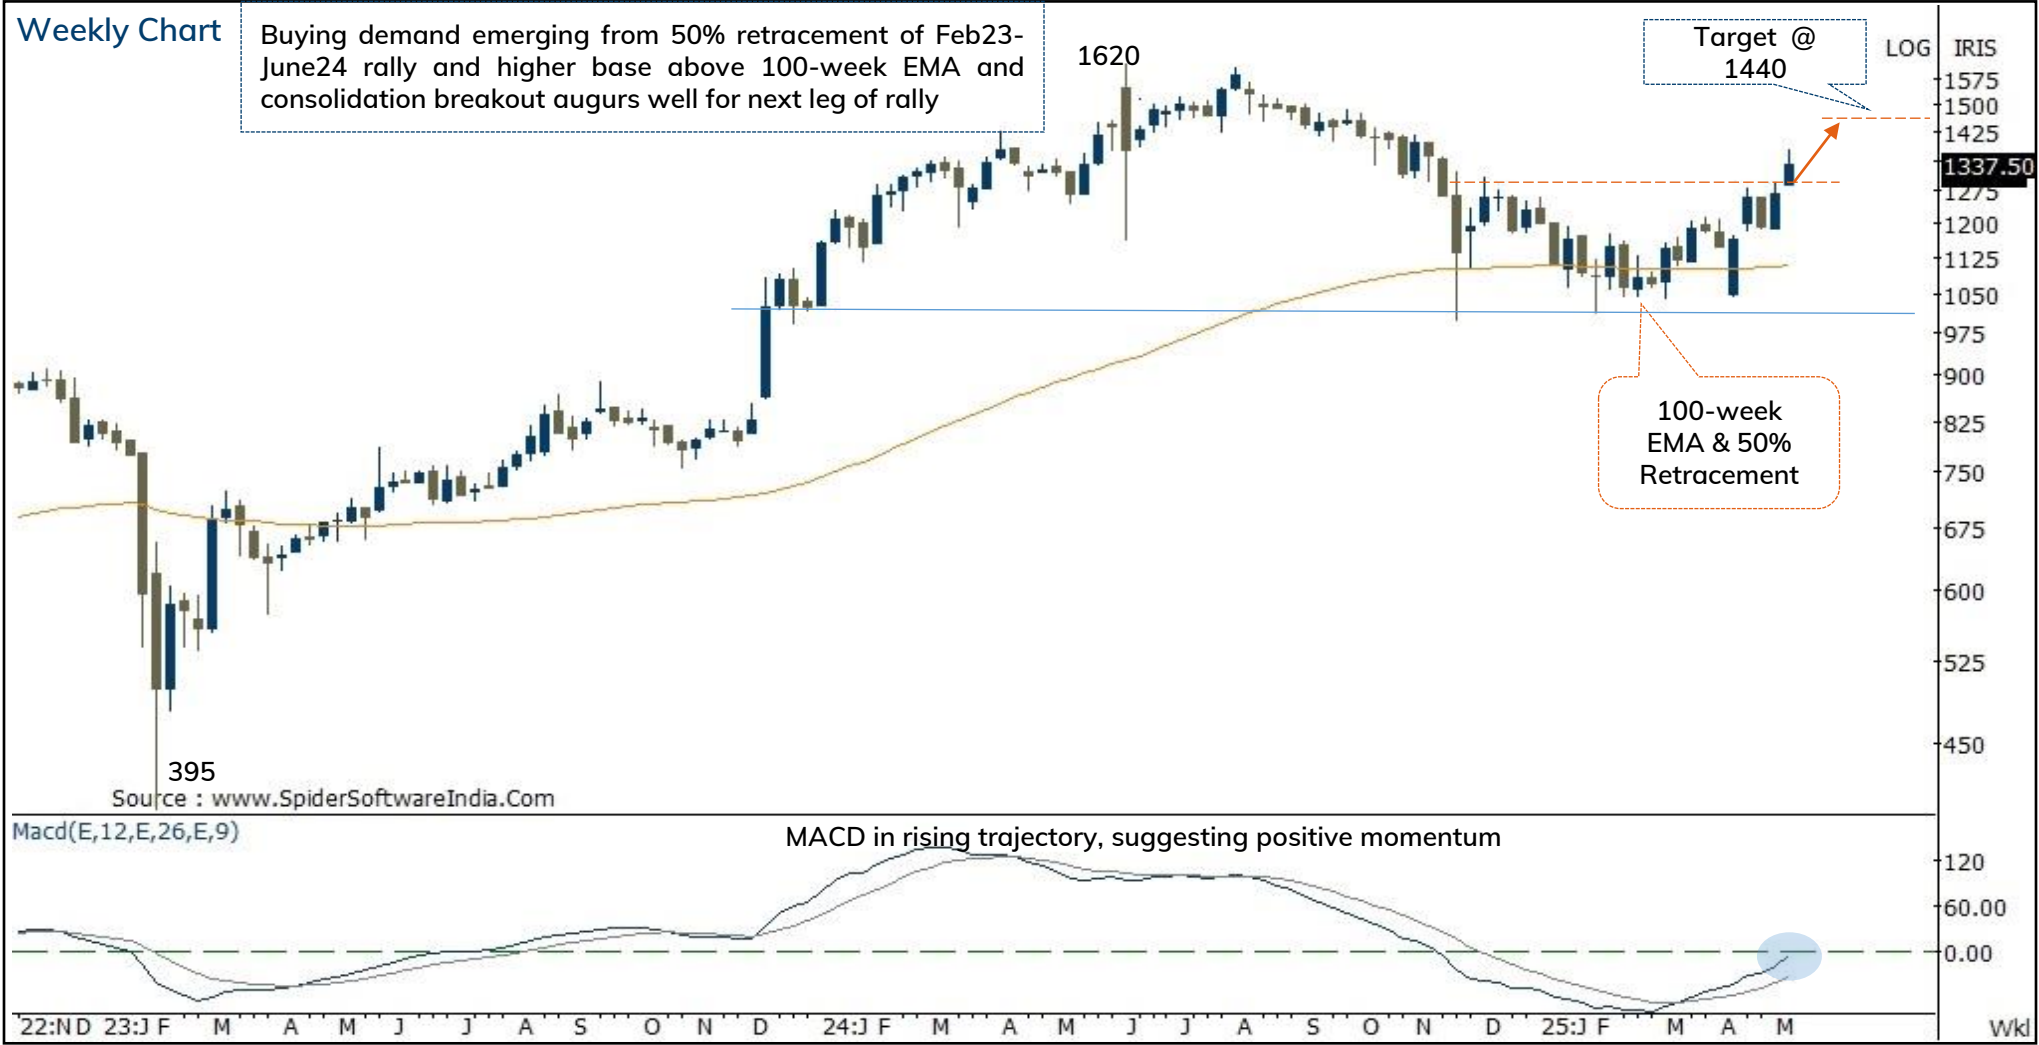 Weekly Chart
Buying demand emerging from 50% retracement of Feb23-
June24 rally and higher base above 100-week EMA and
consolidation breakout augurs well for next leg of rally
1620
Target @
1440
LOG
IRIS
1575
1500
1425
1337.50
1275
1200
1125
1050
975
900
825
750
675
600
525
450
100-week
EMA & 50%
Retracement
395
Source : www.SpiderSoftwareIndia.Com
Macd(E,12,E,26,E,9)
MACD in rising trajectory, suggesting positive momentum
120
60.00
0.00
22:N D 23:J F M A M J J A S O N D 24:J F M A M J J A S O N D 25:J F M A M Wkl